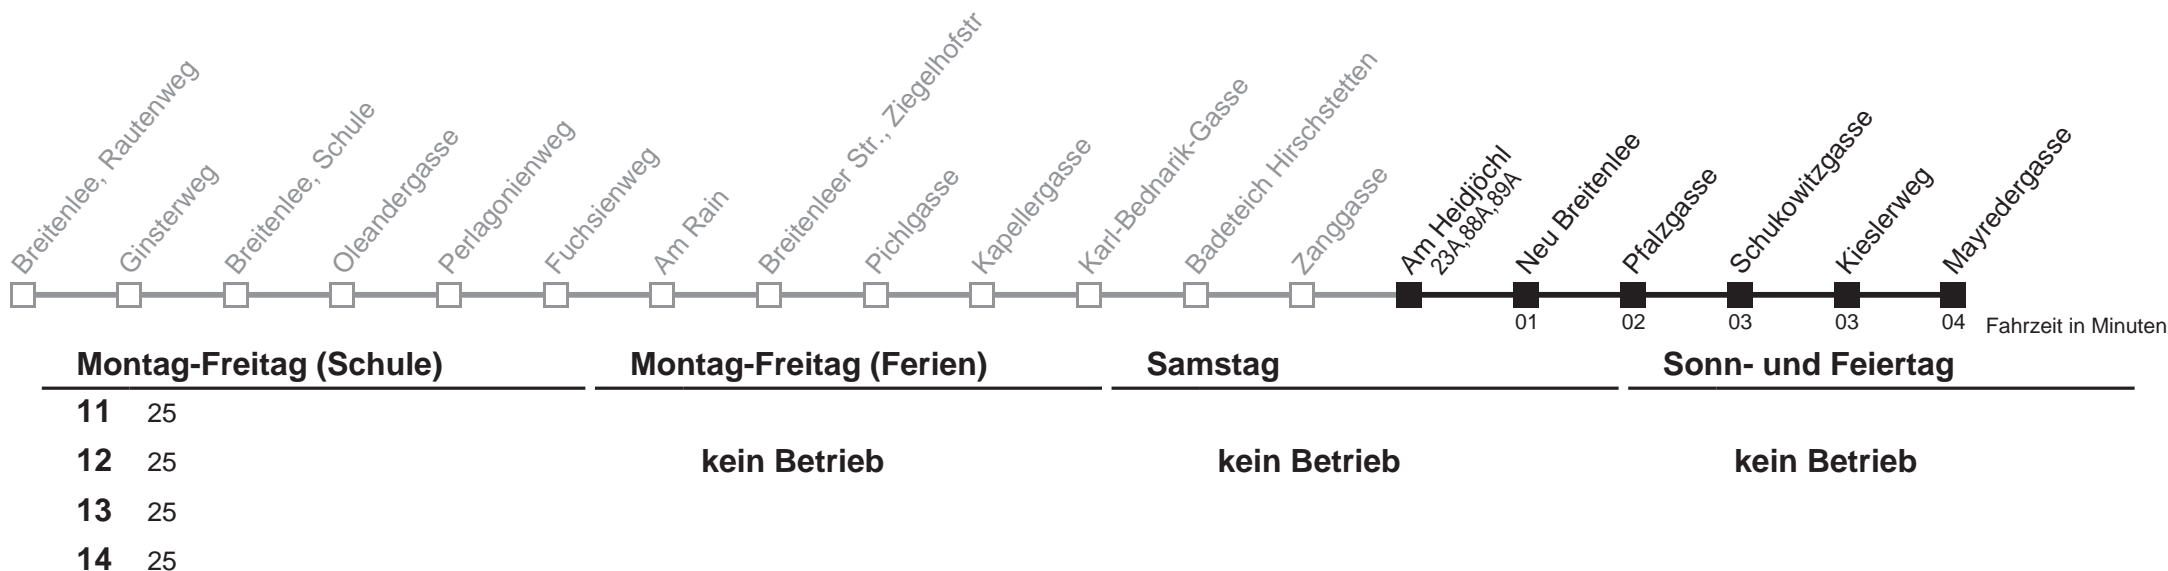 Breitenlee, Rautenweg
Ginsterweg
Breitenlee, Schule
Oleandergasse
Perlagonienweg
Fuchsienweg
Am Rain
Breitenleer Str., Ziegelhofstr
Pichlgasse
Kapellergasse
Karl-Bednarik-Gasse
Badeteich Hirschstetten
Zanggasse
Am Heidjöchl
23A,88A,89A
Neu Breitenlee
Pfalzgasse
Schukowitzgasse
Kieslerweg
Mayredergasse
01 02 03 03 04 Fahrzeit in Minuten
Montag-Freitag (Schule) Montag-Freitag (Ferien) Samstag Sonn- und Feiertag
11 25
12 25 kein Betrieb kein Betrieb kein Betrieb
13 25
14 25